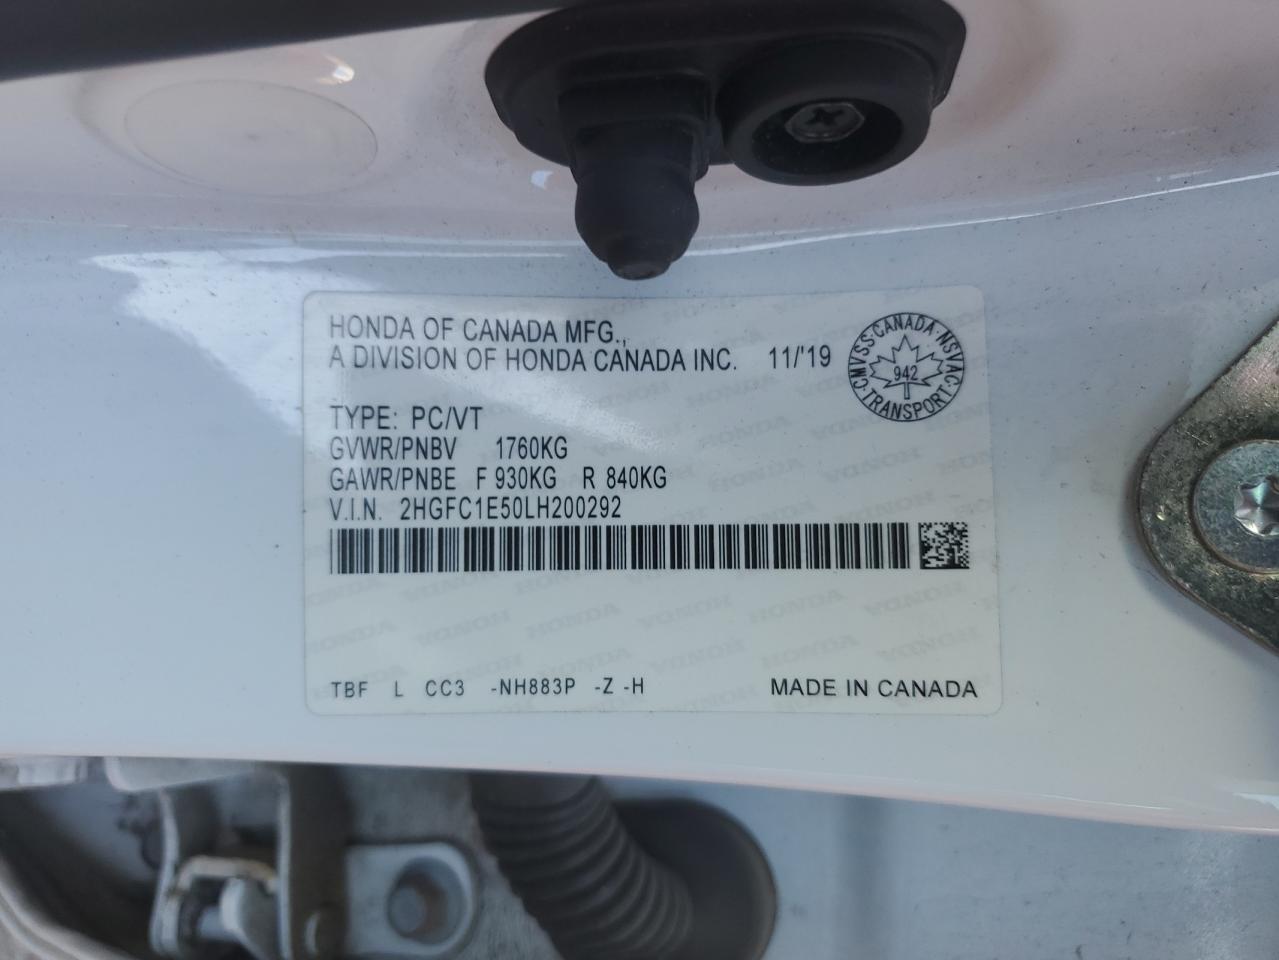 HONDA OF CANADA MFG.,
A DIVISION OF HONDA CANADA INC. 11/'19
CMVSS·CANADA·NSVAC·TRANSPORT·
942
TYPE: PC/VT
GVWR/PNBV 1760KG
GAWR/PNBE F 930KG R 840KG
V.I.N. 2HGFC1E50LH200292
TBF L CC3 -NH883P -Z -H MADE IN CANADA